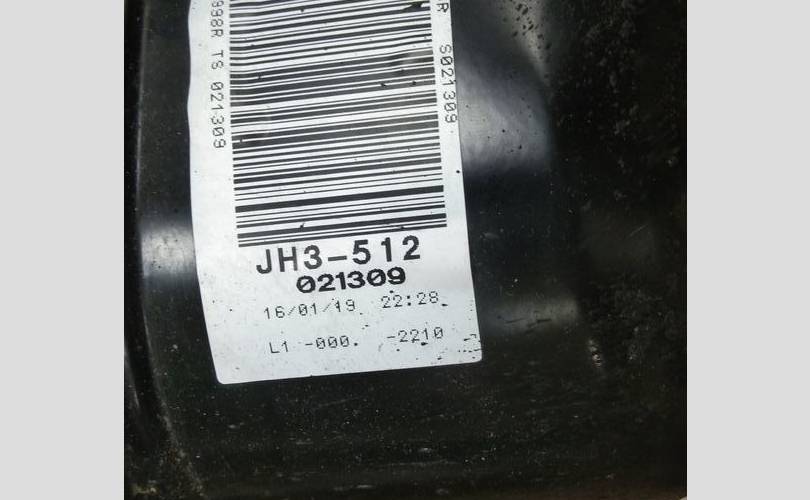 998R TS 021309
R S021309
JH3-512
021309
16/01/19 22:28
L1 -000. -2210